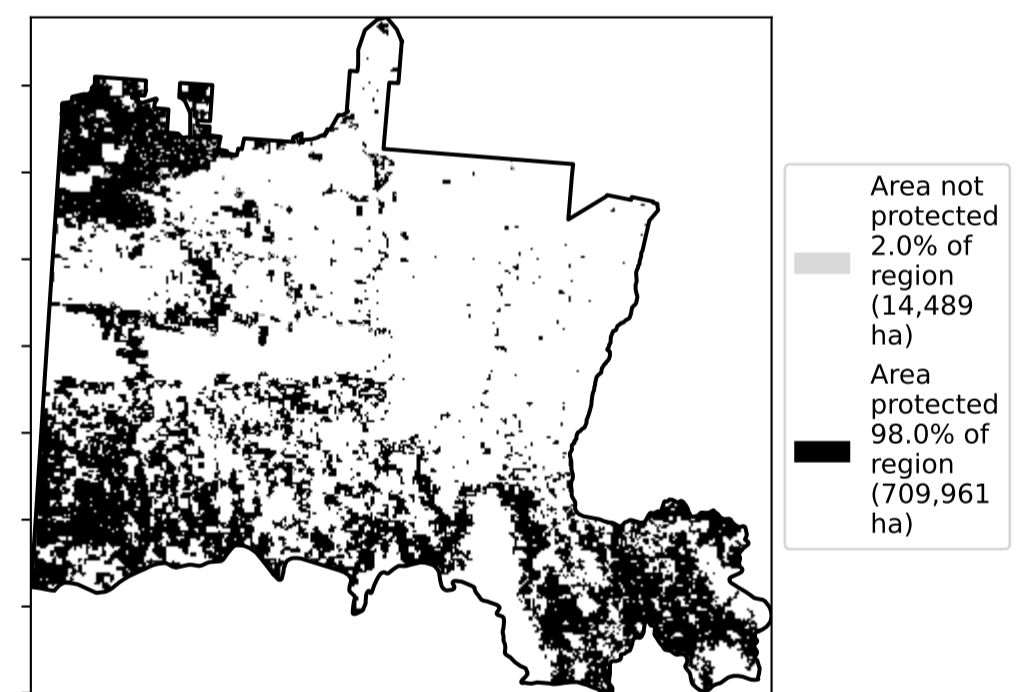 Area not
protected
2.0% of
region
(14,489
ha)
Area
protected
98.0% of
region
(709,961
ha)